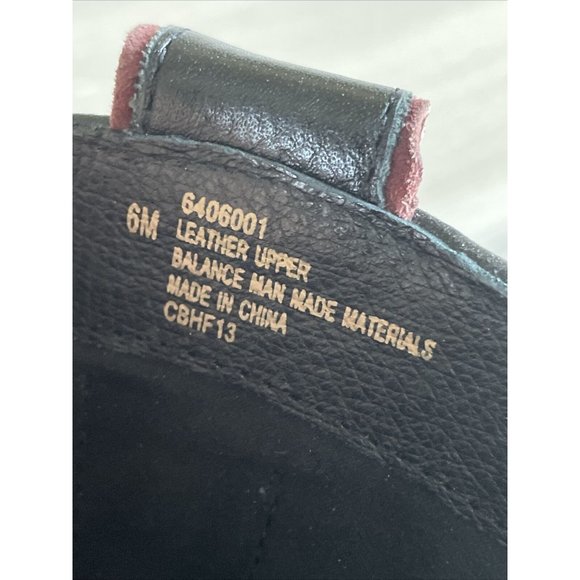 6M
6406001
LEATHER UPPER
BALANCE MAN MADE MATERIALS
MADE IN CHINA
CBHF13